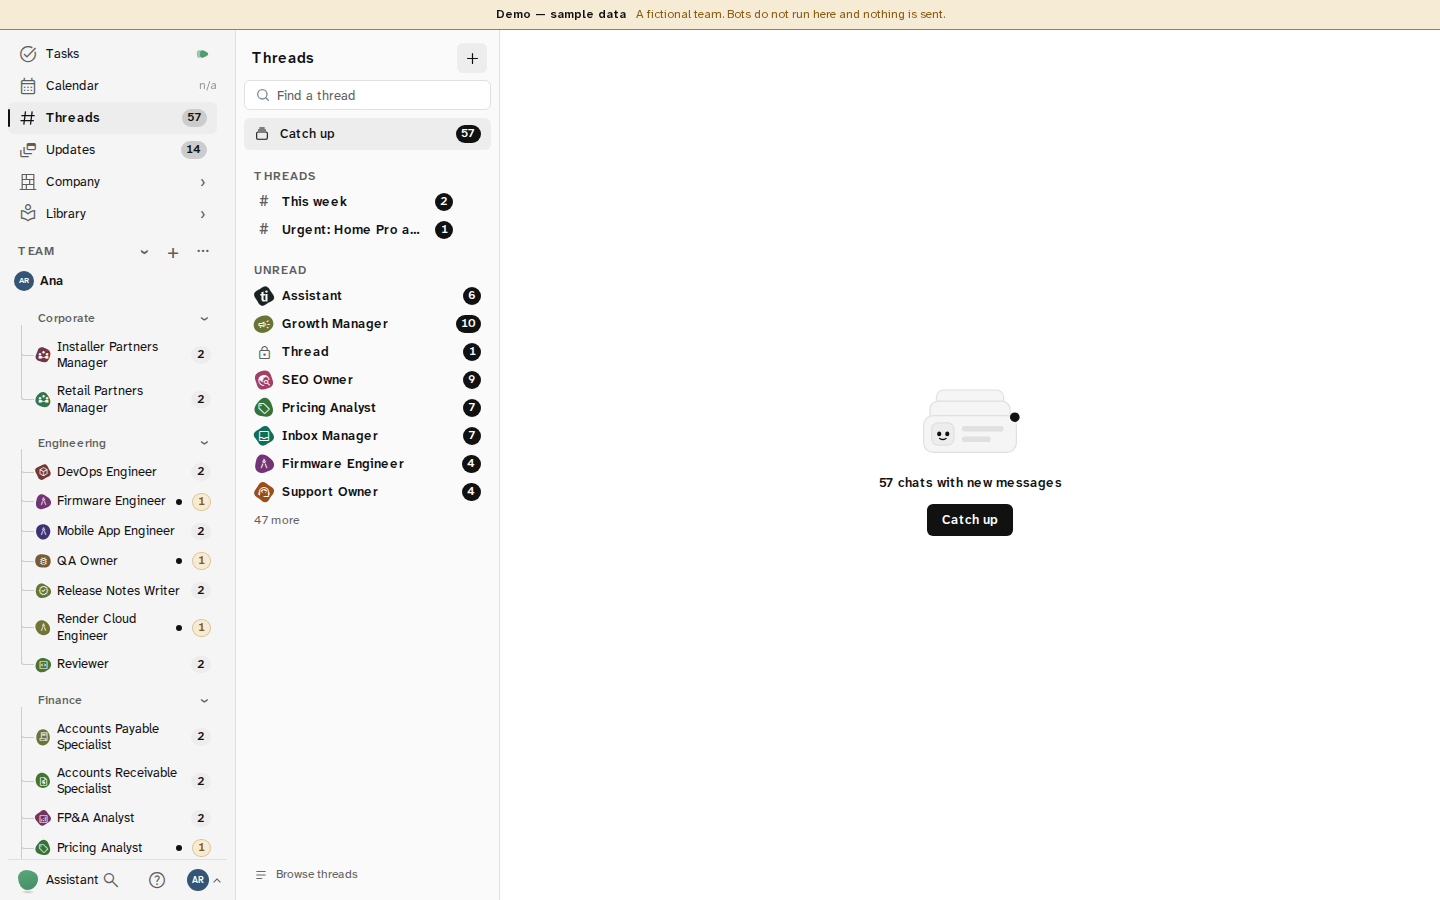 Demo — sample data A fictional team. Bots do not run here and nothing is sent.
Tasks
Calendar n/a
Threads 57
Updates 14
Company
Library
TEAM
AR Ana
Corporate
Installer Partners
Manager 2
Retail Partners
Manager 2
Engineering
DevOps Engineer 2
Firmware Engineer 1
Mobile App Engineer 2
QA Owner 1
Release Notes Writer 2
Render Cloud
Engineer 1
Reviewer 2
Finance
Accounts Payable
Specialist 2
Accounts Receivable
Specialist 2
FP&A Analyst 2
Pricing Analyst 1
Assistant AR
Threads
Find a thread
Catch up 57
THREADS
# This week 2
# Urgent: Home Pro a... 1
UNREAD
ti Assistant 6
Growth Manager 10
Thread 1
SEO Owner 9
Pricing Analyst 7
Inbox Manager 7
Firmware Engineer 4
Support Owner 4
47 more
Browse threads
57 chats with new messages
Catch up